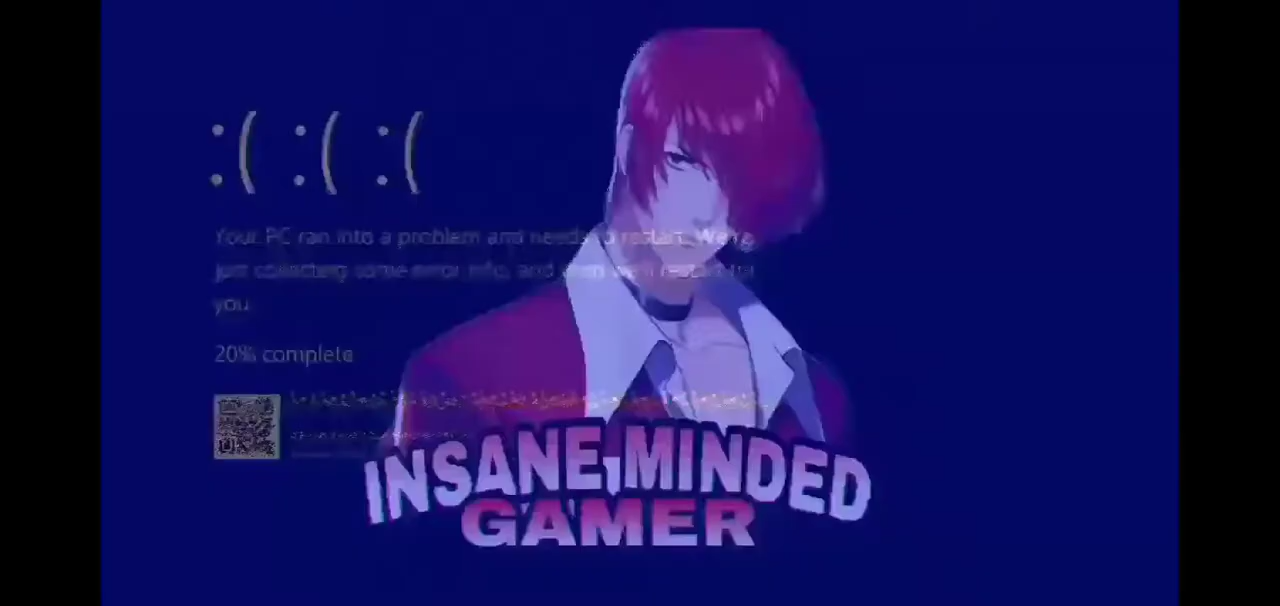 :( :( :(
Your PC ran into a problem and needs to restart. We're
just collecting some error info, and then we'll restart for
you.
20% complete
INSANE MINDED
GAMER